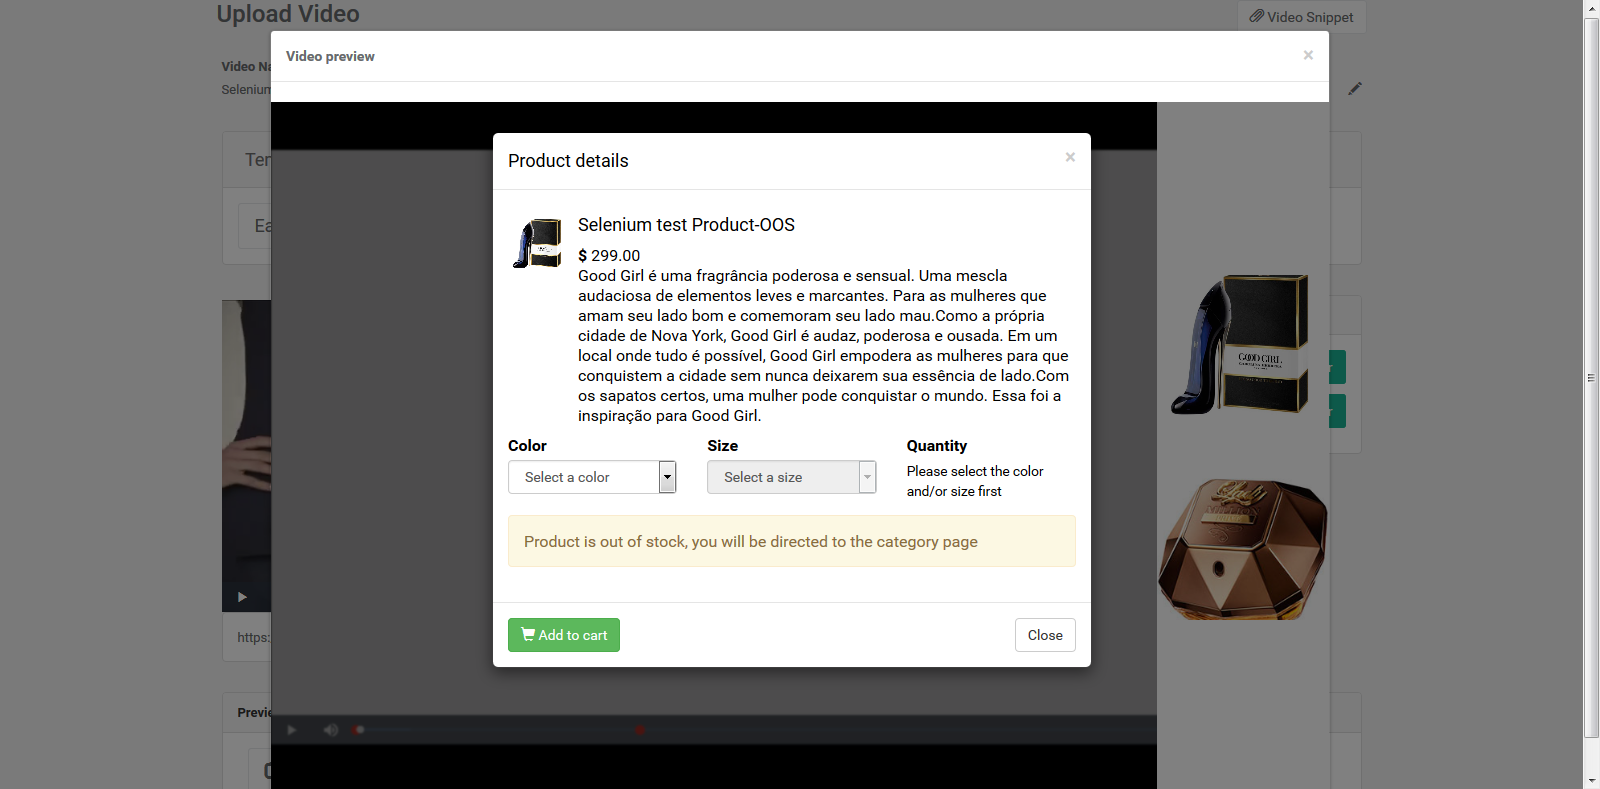 Upload Video
Video Snippet
Video preview
×
Video Na
Selenium
Product details
×
Ter
Selenium test Product-OOS
Ea
$ 299.00
Good Girl é uma fragrância poderosa e sensual. Uma mescla
audaciosa de elementos leves e marcantes. Para as mulheres que
amam seu lado bom e comemoram seu lado mau.Como a própria
cidade de Nova York, Good Girl é audaz, poderosa e ousada. Em um
local onde tudo é possível, Good Girl empodera as mulheres para que
conquistem a cidade sem nunca deixarem sua essência de lado.Com
os sapatos certos, uma mulher pode conquistar o mundo. Essa foi a
inspiração para Good Girl.
GOOD GIRL
CAROLINA HERRERA
Color
Size
Quantity
Select a color
Select a size
Please select the color
and/or size first
Lady
MILLION
Product is out of stock, you will be directed to the category page
Add to cart
Close
https:
Previe